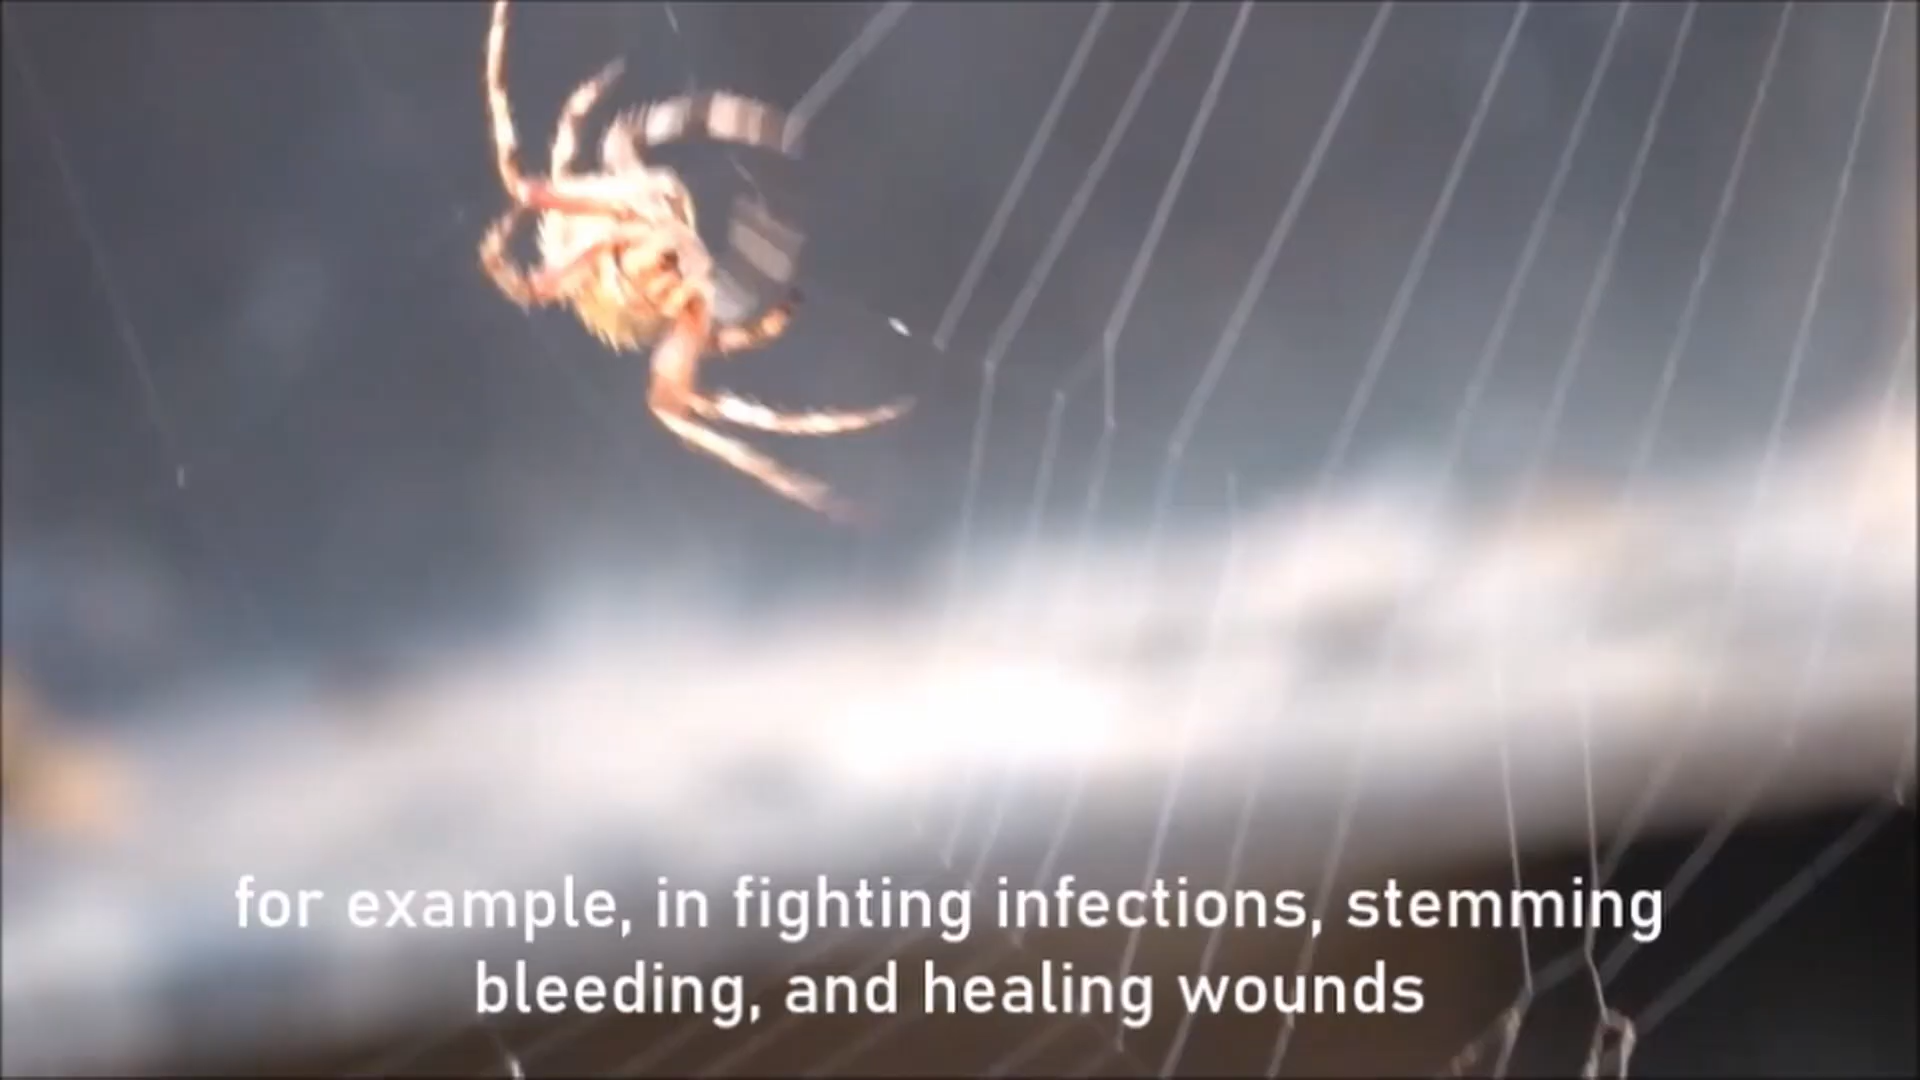 for example, in fighting infections, stemming
bleeding, and healing wounds